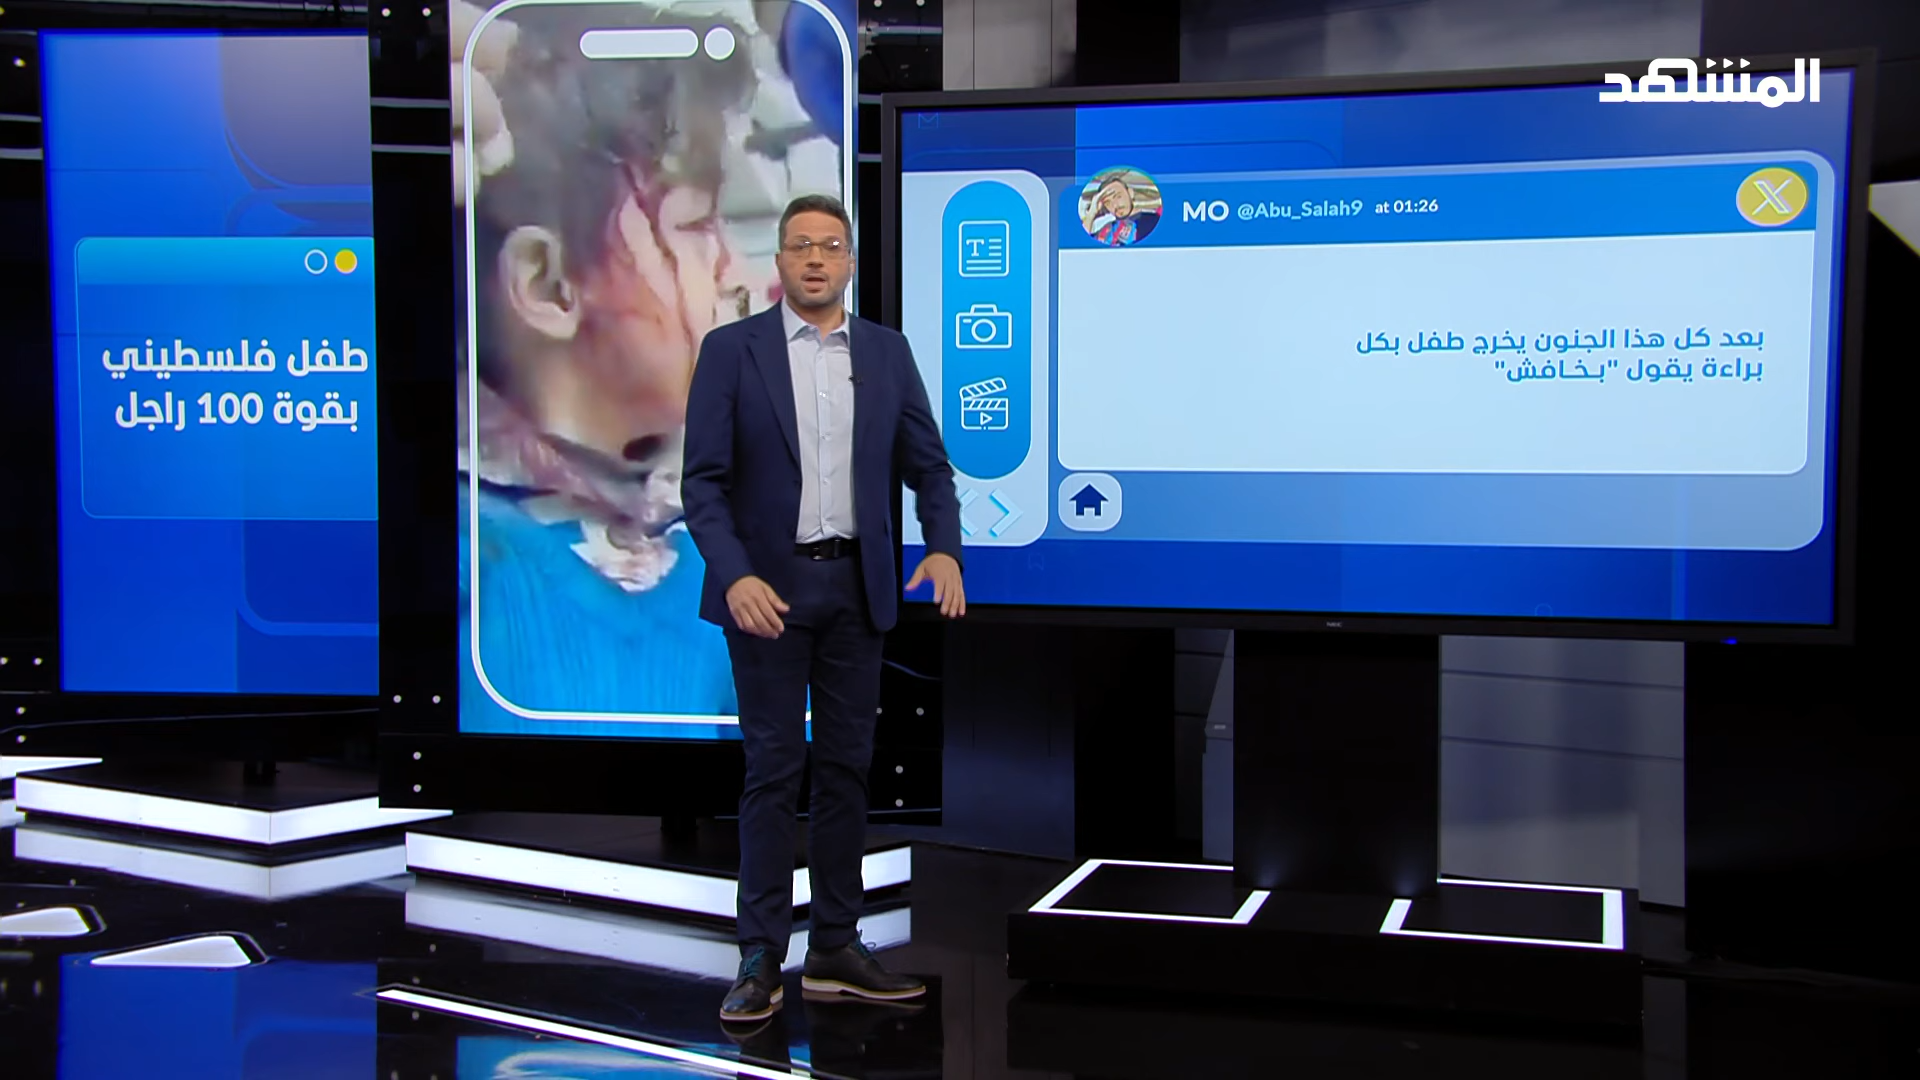 المشهد
MO @Abu_Salah9 at 01:26
بعد كل هذا الجنون يخرج طفل بكل
براءة يقول "بخافش"
طفل فلسطيني
بقوة 100 راجل